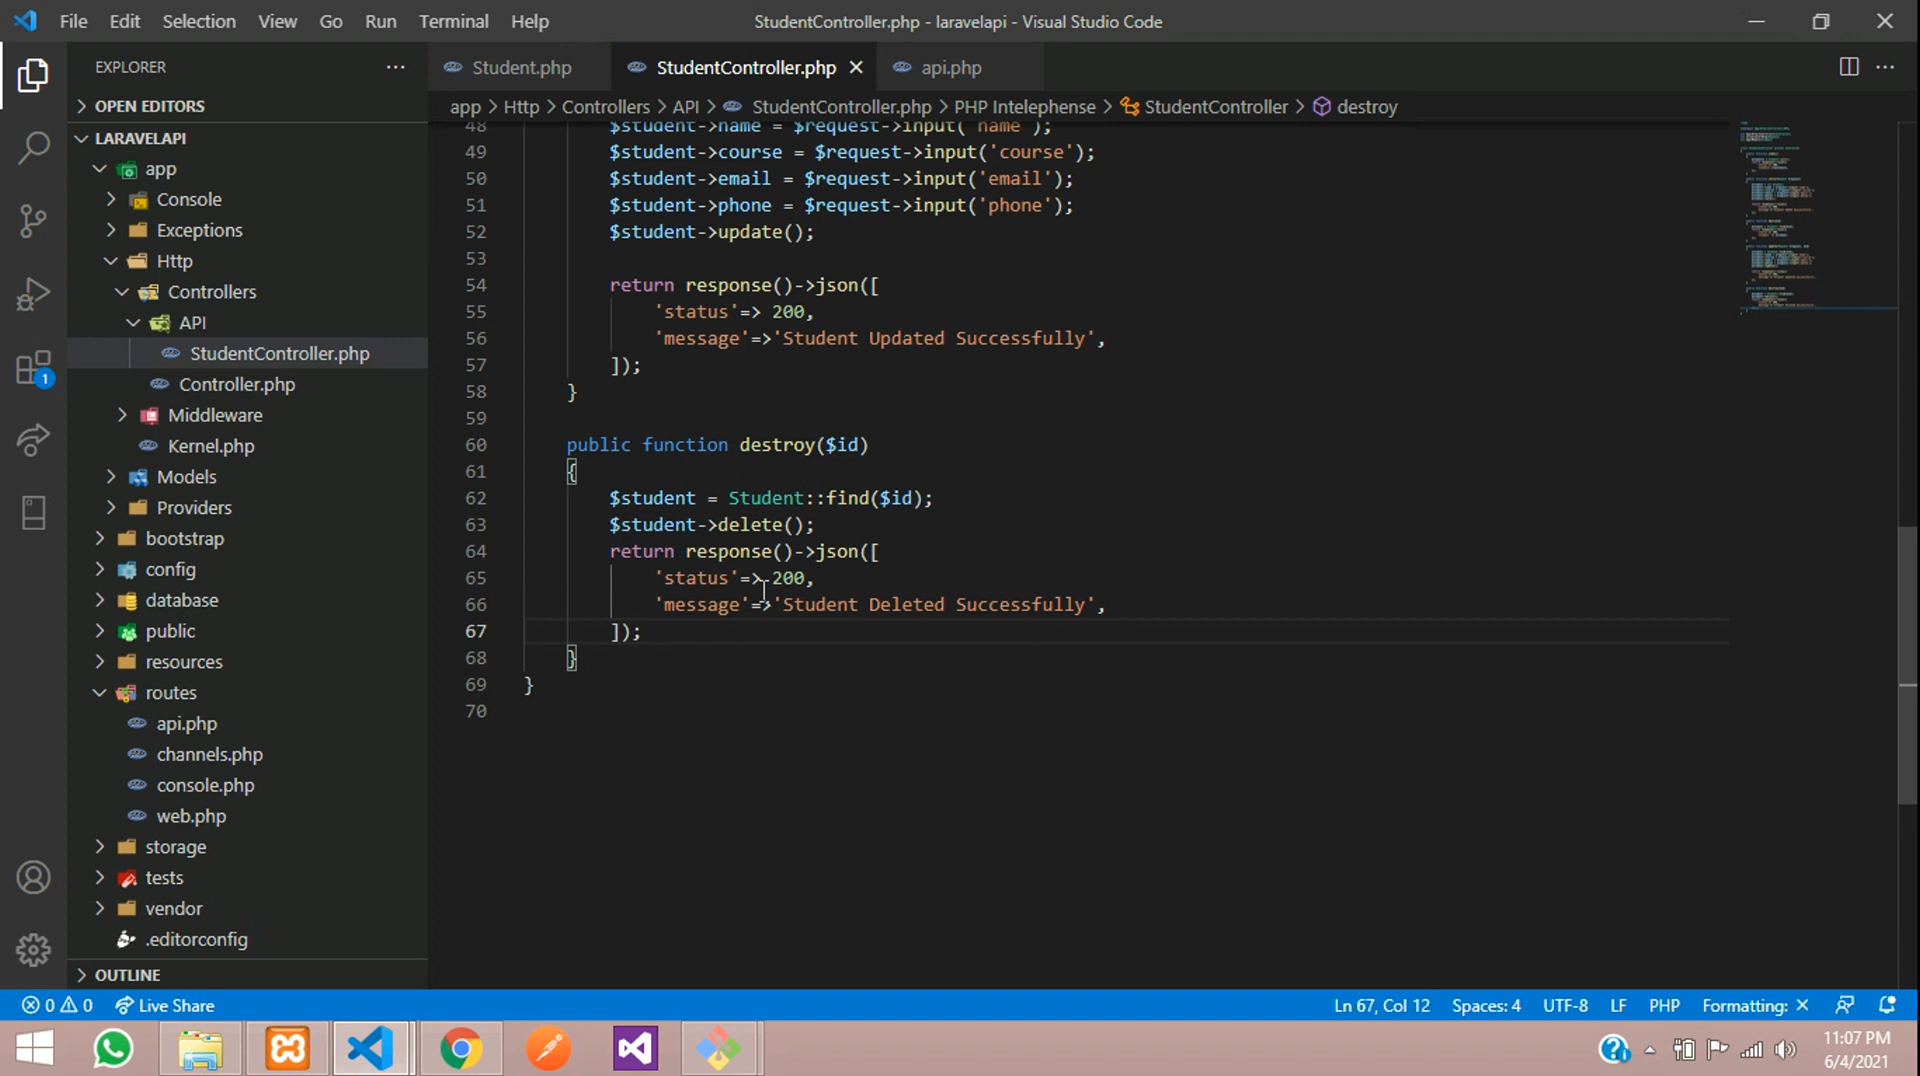 File Edit Selection View Go Run Terminal Help
StudentController.php - laravelapi - Visual Studio Code
EXPLORER
OPEN EDITORS
LARAVELAPI
app
Console
Exceptions
Http
Controllers
API
StudentController.php
Controller.php
Middleware
Kernel.php
Models
Providers
bootstrap
config
database
public
resources
routes
api.php
channels.php
console.php
web.php
storage
tests
vendor
.editorconfig
OUTLINE
1
Student.php StudentController.php api.php
app > Http > Controllers > API > StudentController.php > PHP Intelephense > StudentController > destroy
48 $student->name = $request->input('name');
49 $student->course = $request->input('course');
50 $student->email = $request->input('email');
51 $student->phone = $request->input('phone');
52 $student->update();
53
54 return response()->json([
55 'status'=> 200,
56 'message'=>'Student Updated Successfully',
57 ]);
58 }
59
60 public function destroy($id)
61 {
62 $student = Student::find($id);
63 $student->delete();
64 return response()->json([
65 'status'=> 200,
66 'message'=>'Student Deleted Successfully',
67 ]);
68 }
69 }
70
0 0 Live Share
Ln 67, Col 12 Spaces: 4 UTF-8 LF PHP Formatting: ×
11:07 PM
6/4/2021